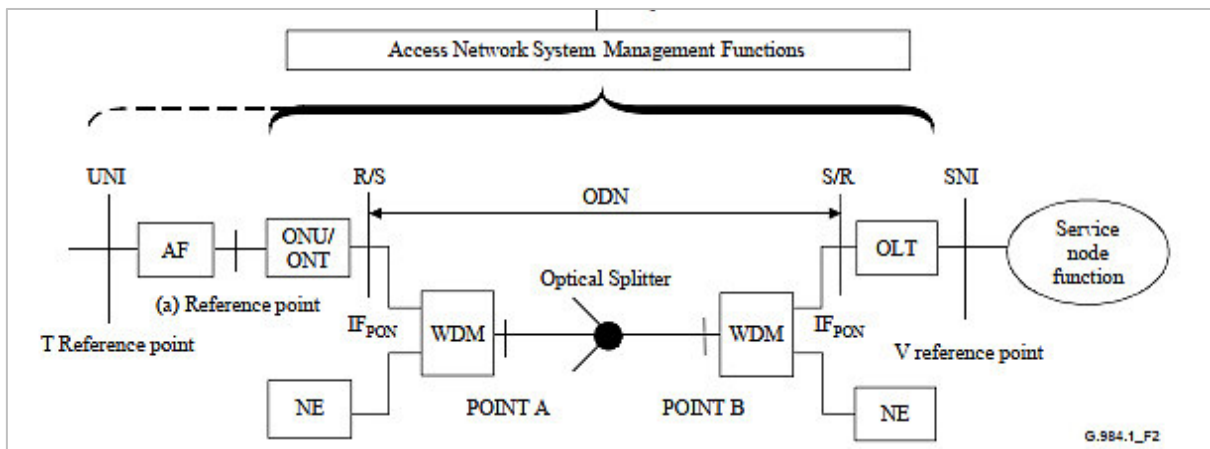 Access Network System Management Functions
UNI
R/S
S/R
SNI
ODN
AF
ONU/
ONT
OLT
Service
node
function
(a) Reference point
Optical Splitter
T Reference point
IFPON
WDM
WDM
IFPON
V reference point
NE
POINT A
POINT B
NE
G.984.1_F2